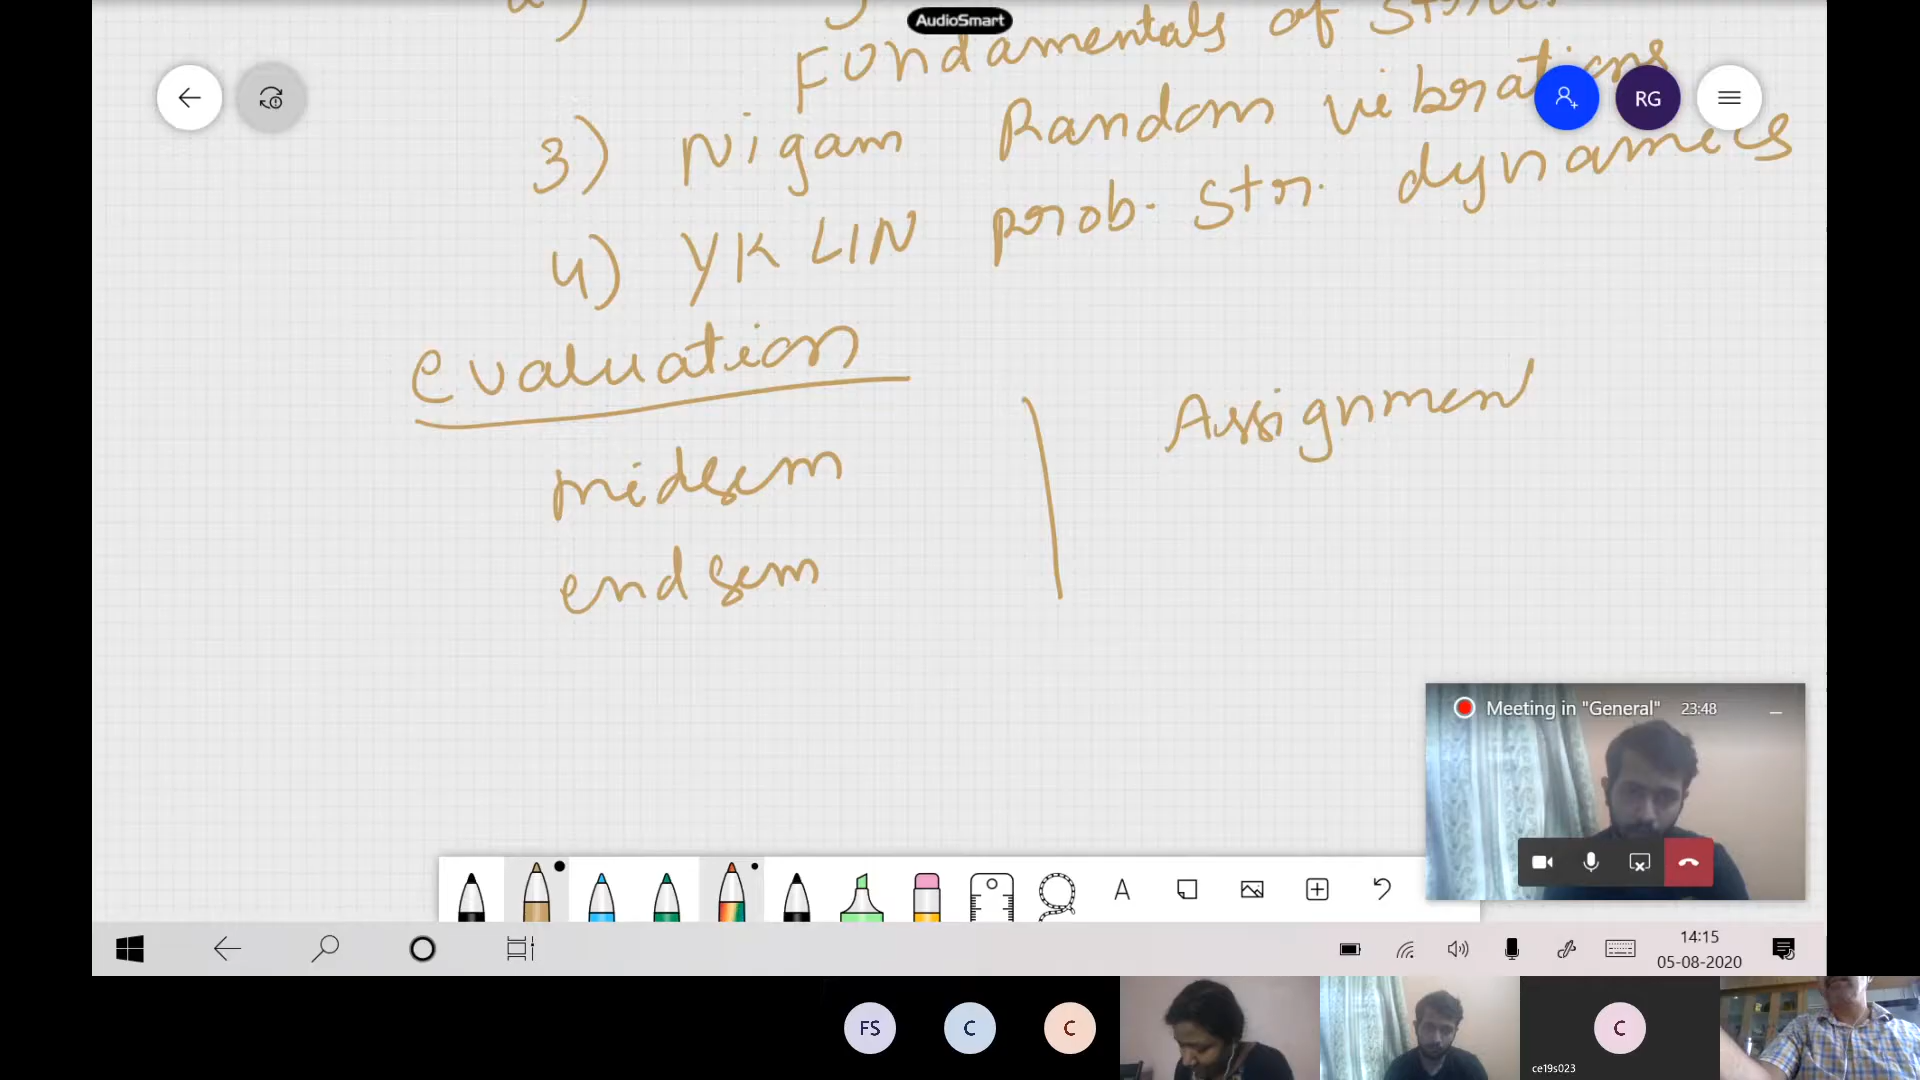 AudioSmart
2)
Fundamentals of
3) Nigam Random vibrations
4) YK LIN prob. Str. dynamics
RG
evaluation
midsem
endsem
Assignment
Meeting in "General" 23:48
A
14:15
05-08-2020
FS
C
C
C
ce19s023